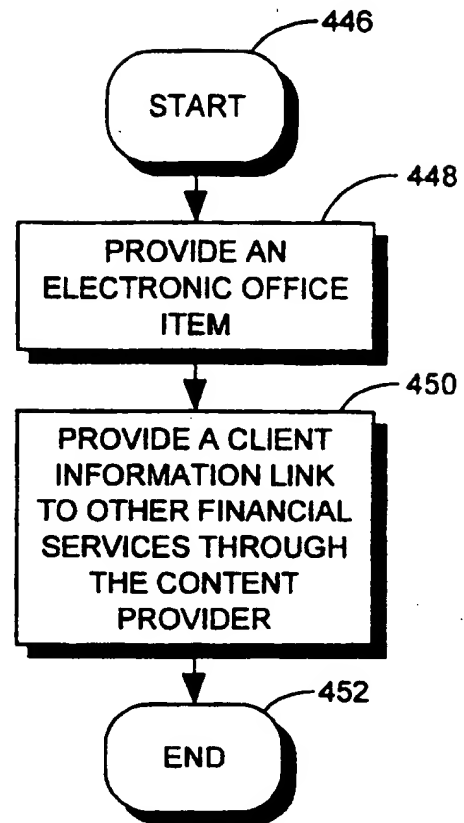 446
START
448
PROVIDE AN
ELECTRONIC OFFICE
ITEM
450
PROVIDE A CLIENT
INFORMATION LINK
TO OTHER FINANCIAL
SERVICES THROUGH
THE CONTENT
PROVIDER
452
END